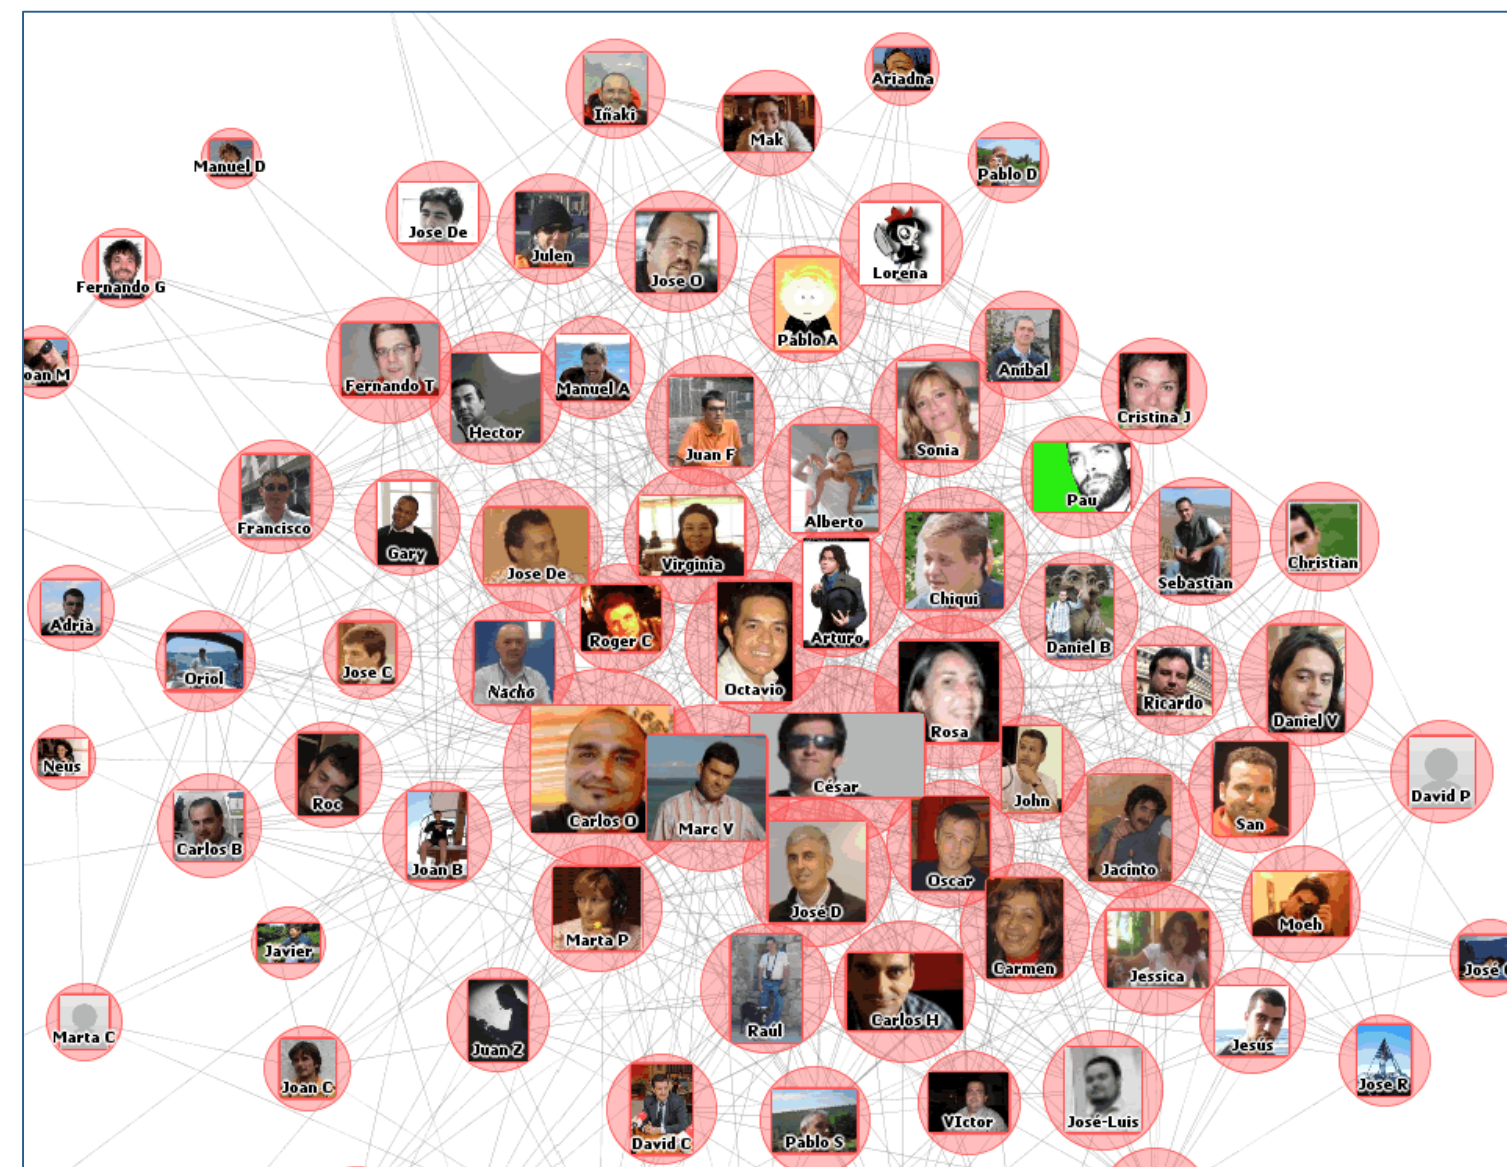 Iñaki
Ariadna
Mak
Manuel D
Pablo D
Jose De
Julen
Jose O
Lorena
Fernando G
Pablo A
oan M
Fernando T
Manuel A
Anibal
Hector
Juan F
Sonia
Cristina J
Francisco
Gary
Jose De
Virginia
Alberto
Pau
Sebastian
Christian
Chiqui
Adrià
Oriol
Jose C
Nacho
Roger C
Octavio
Arturo
Daniel B
Ricardo
Daniel V
Rosa
Neus
Roc
Carlos O
Marc V
César
John
San
David P
Carlos B
Joan B
Marta P
José D
Oscar
Jacinto
Moeh
Javier
Carmen
Jessica
José
Marta C
Juan Z
Raúl
Carlos H
Jesús
Jose R
Joan C
David C
Pablo S
VIctor
José-Luis